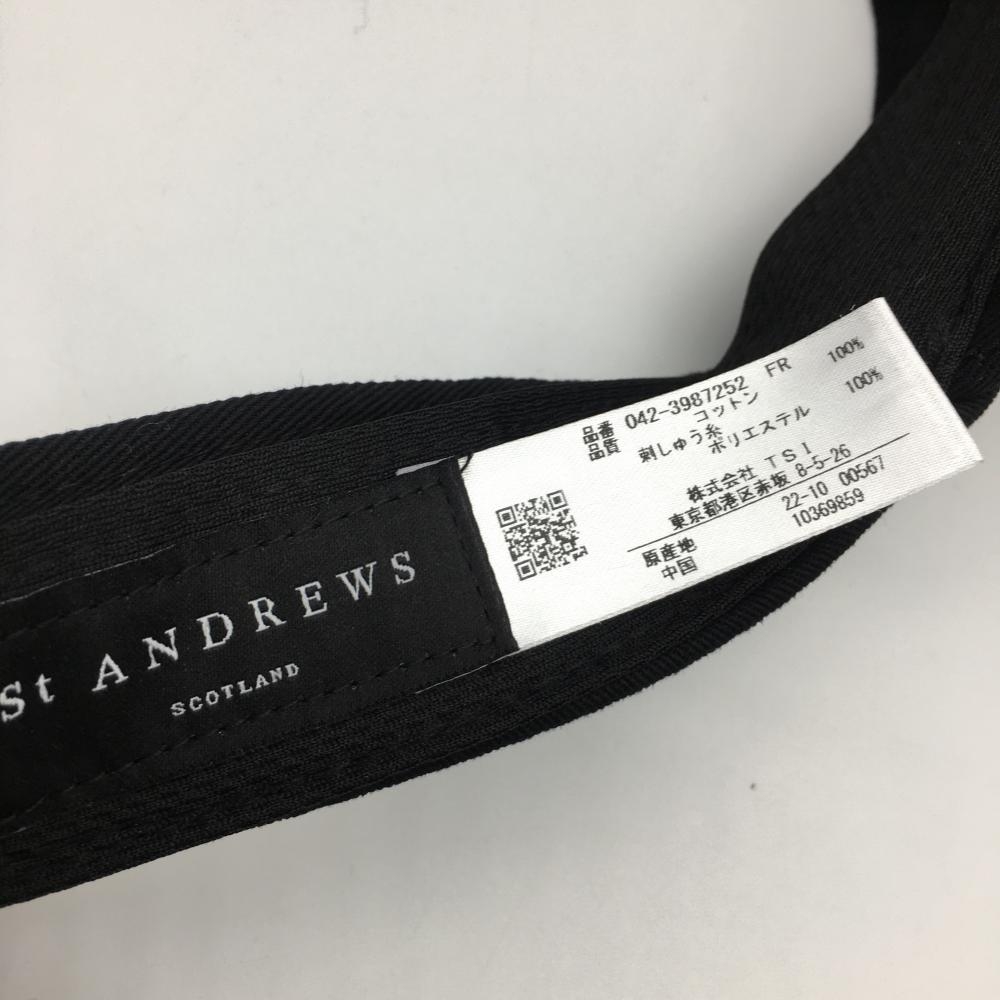 St ANDREWS
SCOTLAND
品番 042-3987252 FR
品質 コットン 100%
刺しゅう糸
ポリエステル 100%
株式会社 TSI
東京都港区赤坂 8-5-26
22-10 00567
10369859
原産地
中国